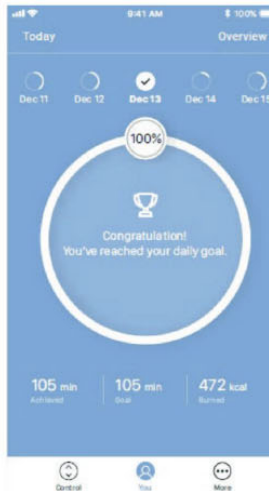 9:41 AM 100%
Today Overview
Dec 11 Dec 12 Dec 13 Dec 14 Dec 15
100%
Congratulation!
You've reached your daily goal.
105 min 105 min 472 kcal
Achieved Goal Burned
Control You More